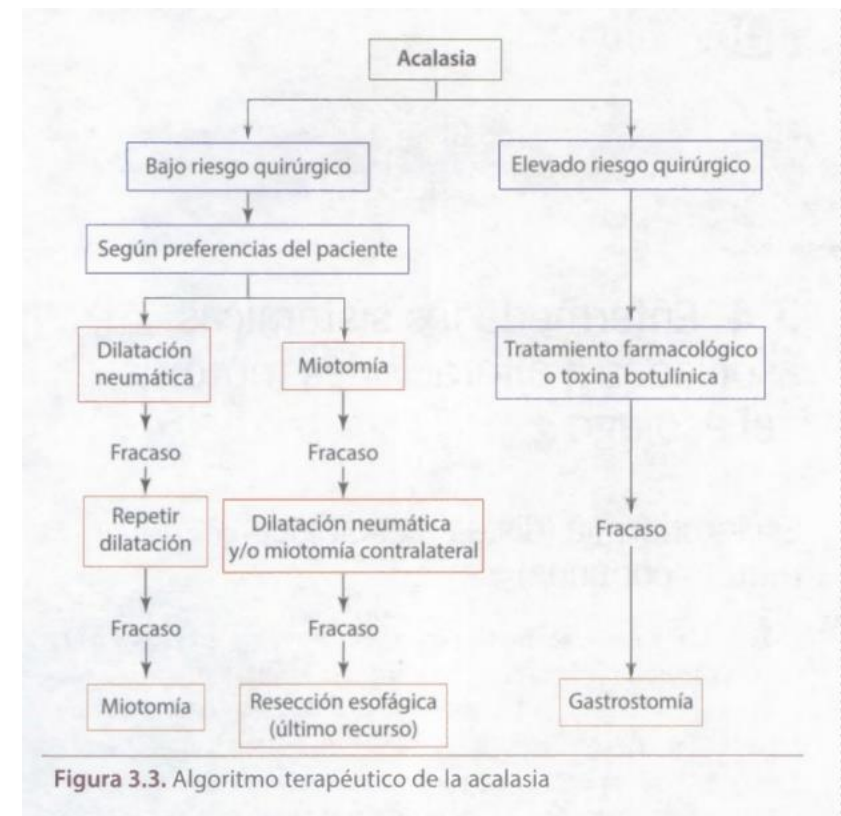 Acalasia
Bajo riesgo quirúrgico
Elevado riesgo quirúrgico
Según preferencias del paciente
Dilatación
neumática
Miotomía
Tratamiento farmacológico
o toxina botulínica
Fracaso
Fracaso
Repetir
dilatación
Dilatación neumática
y/o miotomía contralateral
Fracaso
Fracaso
Fracaso
Miotomía
Resección esofágica
(último recurso)
Gastrostomía
Figura 3.3. Algoritmo terapéutico de la acalasia